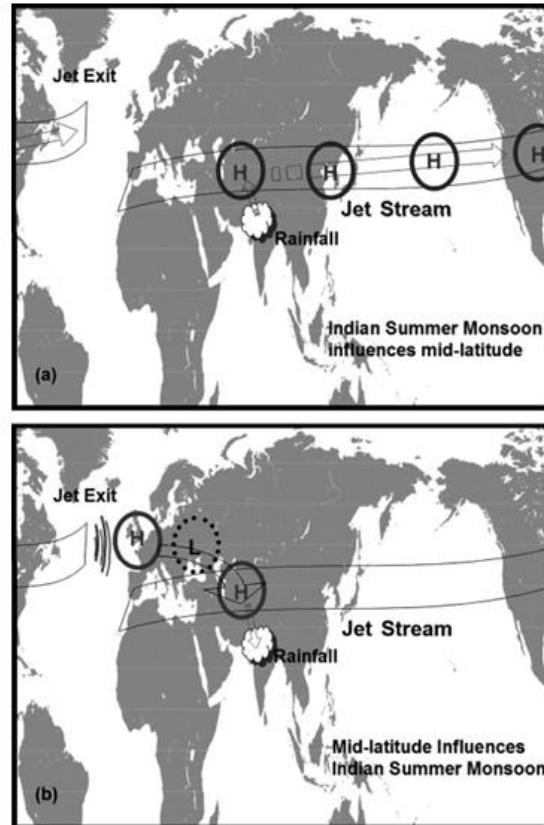 Jet Exit
H
H
H
H
Jet Stream
Rainfall
Indian Summer Monsoon
influences mid-latitude
(a)
Jet Exit
H
L
H
Jet Stream
Rainfall
Mid-latitude Influences
Indian Summer Monsoon
(b)